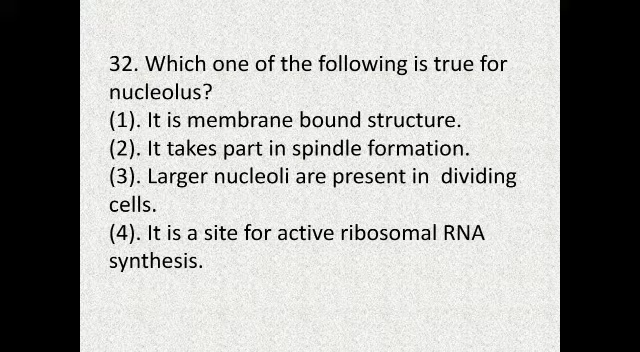 32. Which one of the following is true for
nucleolus?
(1). It is membrane bound structure.
(2). It takes part in spindle formation.
(3). Larger nucleoli are present in  dividing
cells.
(4). It is a site for active ribosomal RNA
synthesis.